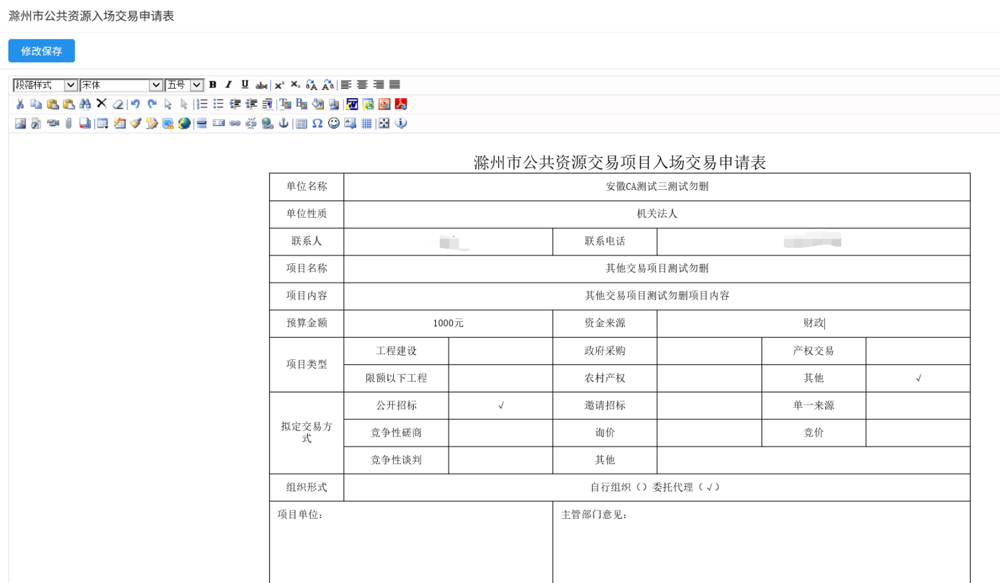 滁州市公共资源入场交易申请表
修改保存
段落样式 宋体 五号
滁州市公共资源交易项目入场交易申请表
单位名称 安徽CA测试三测试勿删
单位性质 机关法人
联系人 联系电话
项目名称 其他交易项目测试勿删
项目内容 其他交易项目测试勿删项目内容
预算金额 1000元 资金来源 财政
项目类型 工程建设 政府采购 产权交易
限额以下工程 农村产权 其他 √
拟定交易方式 公开招标 √ 邀请招标 单一来源
竞争性磋商 询价 竞价
竞争性谈判 其他
组织形式 自行组织（）委托代理（√）
项目单位： 主管部门意见：